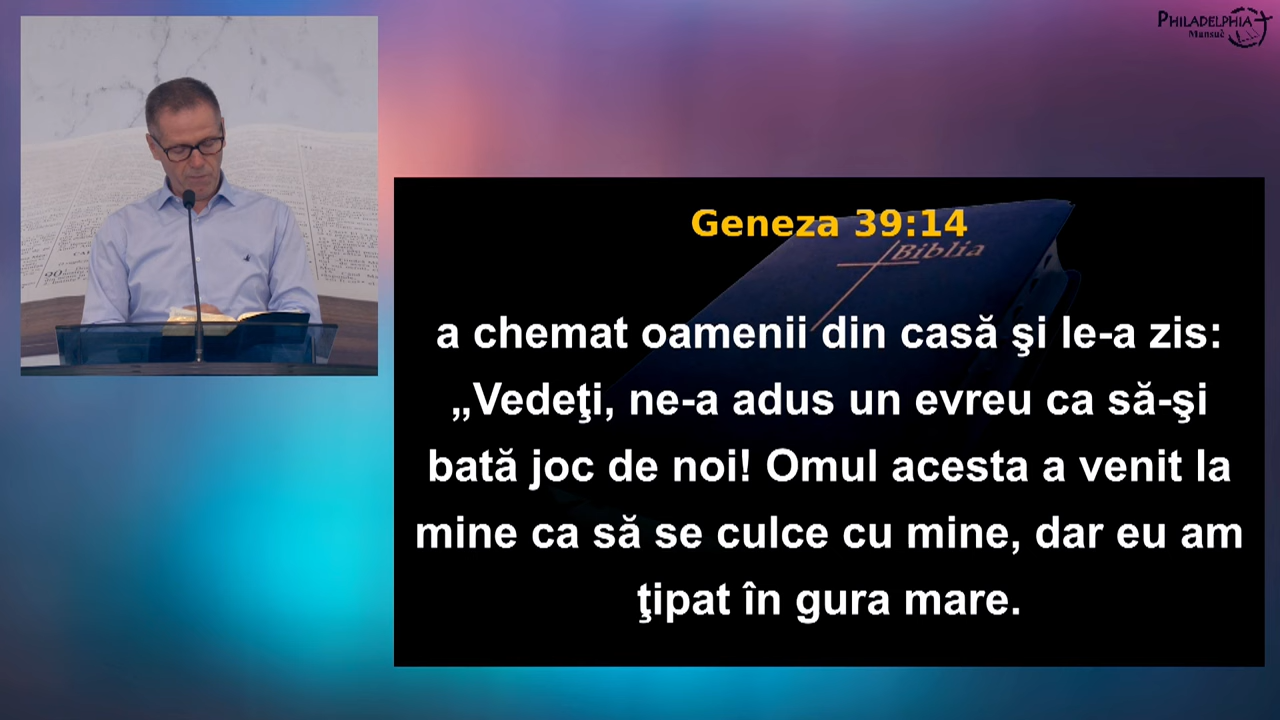 PHILADELPHIA
Mansuè
Geneza 39:14
Biblia
a chemat oamenii din casă şi le-a zis:
„Vedeţi, ne-a adus un evreu ca să-şi
bată joc de noi! Omul acesta a venit la
mine ca să se culce cu mine, dar eu am
ţipat în gura mare.